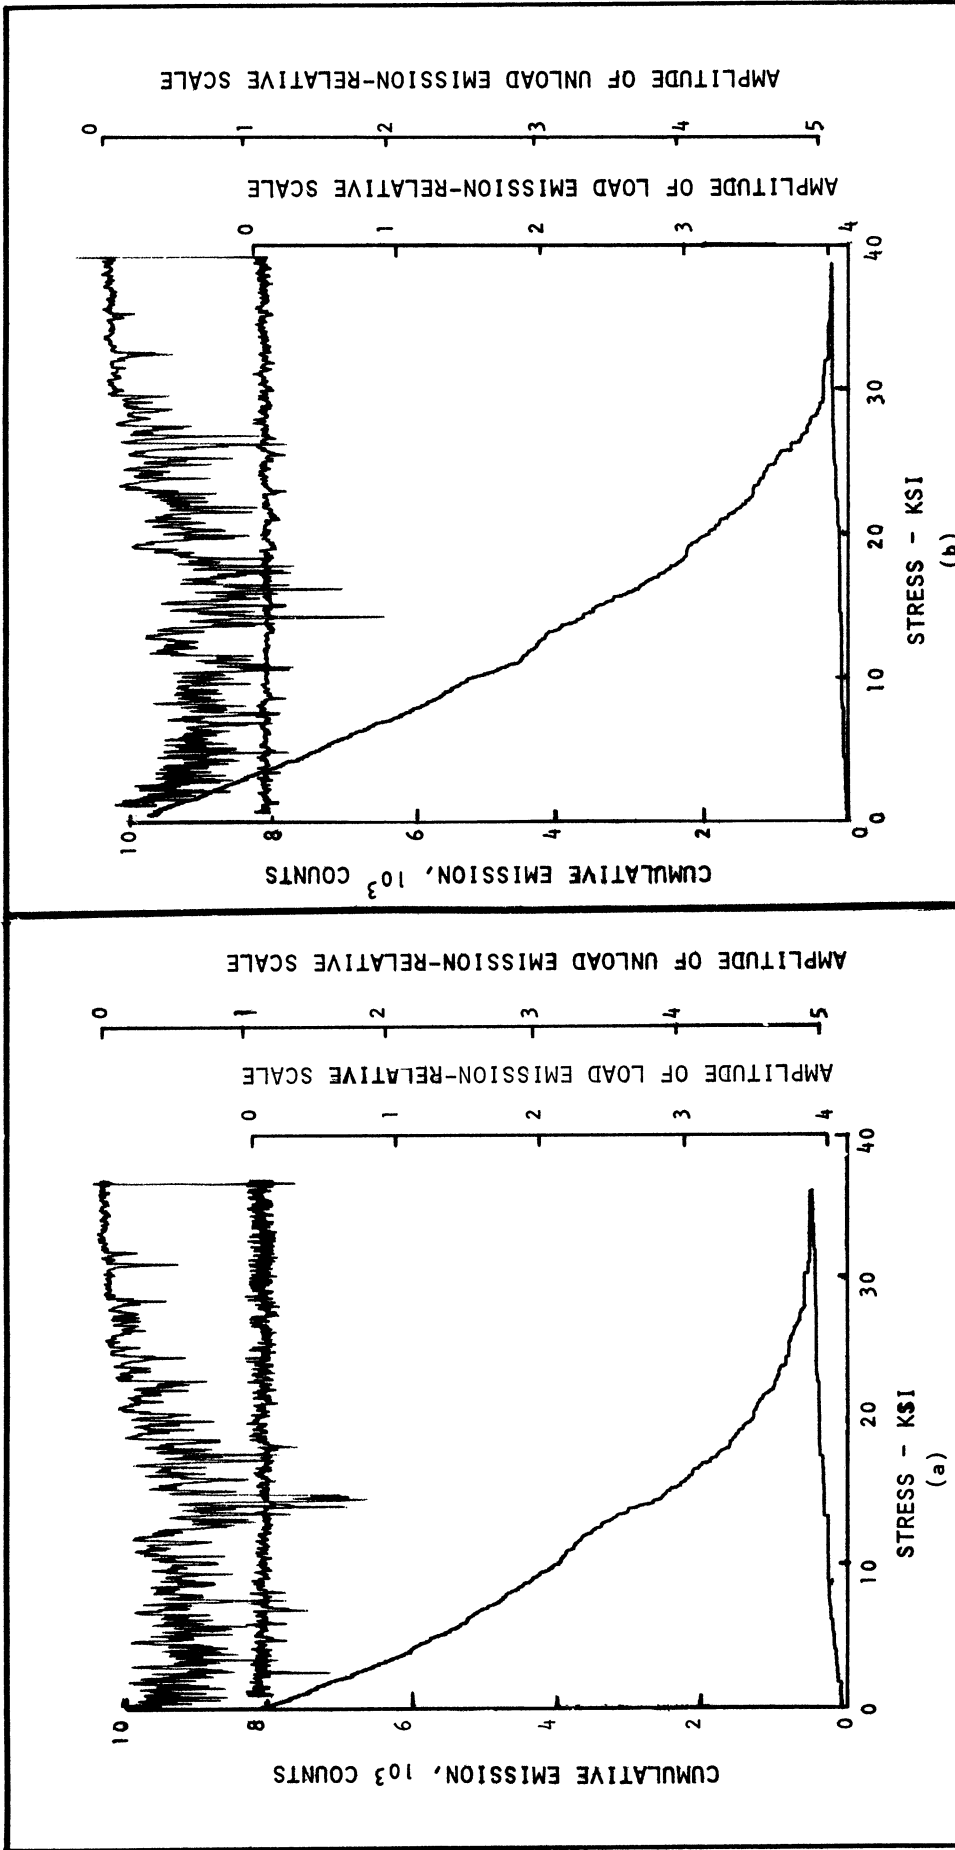 CUMULATIVE EMISSION, 10³ COUNTS
10
8
6
4
2
0
0 10 20 30 40
STRESS – KSI
(a)
0 1 2 3 4
AMPLITUDE OF LOAD EMISSION-RELATIVE SCALE
0 1 2 3 4 5
AMPLITUDE OF UNLOAD EMISSION-RELATIVE SCALE
CUMULATIVE EMISSION, 10³ COUNTS
10
8
6
4
2
0
0 10 20 30 40
STRESS – KSI
(b)
0 1 2 3 4
AMPLITUDE OF LOAD EMISSION-RELATIVE SCALE
0 1 2 3 4 5
AMPLITUDE OF UNLOAD EMISSION-RELATIVE SCALE